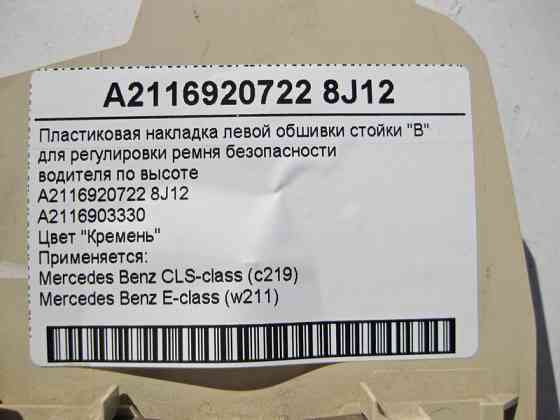 A2116920722 8J12
Пластиковая накладка левой обшивки стойки "В"
для регулировки ремня безопасности
водителя по высоте
A2116920722 8J12
A2116903330
Цвет "Кремень"
Применяется:
Mercedes Benz CLS-class (c219)
Mercedes Benz E-class (w211)